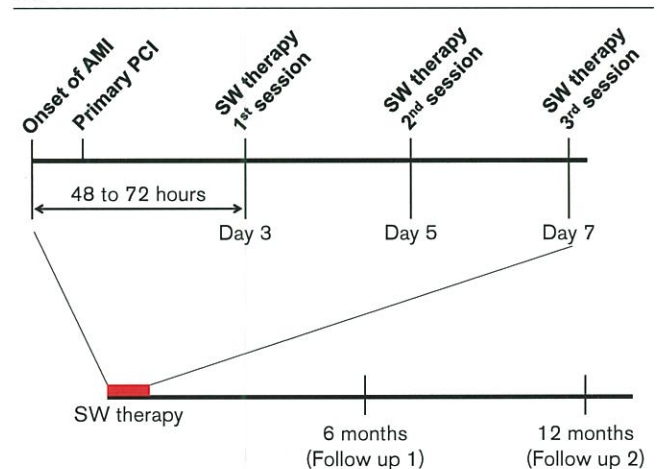 Onset of AMI
Primary PCI
SW therapy
1st session
SW therapy
2nd session
SW therapy
3rd session
48 to 72 hours
Day 3
Day 5
Day 7
SW therapy
6 months
(Follow up 1)
12 months
(Follow up 2)